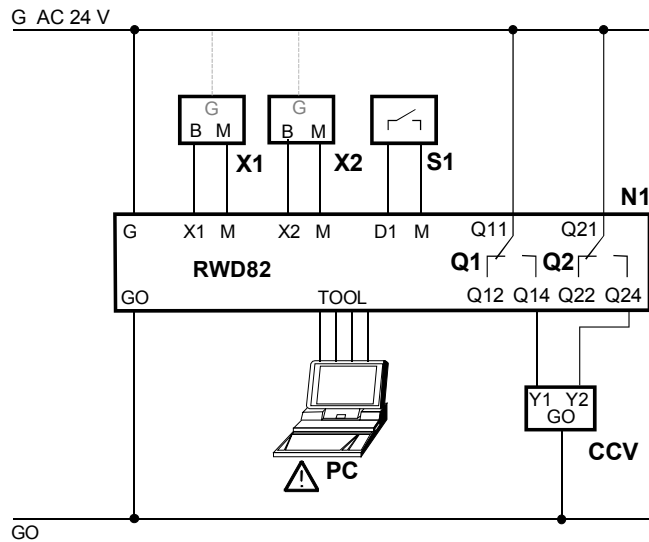 G AC 24 V
G G
B M B M
X1 X2 S1
N1
G X1 M X2 M D1 M Q11 Q21
RWD82 Q1 Q2
GO TOOL Q12 Q14 Q22 Q24
Y1 Y2
GO
CCV
PC
GO